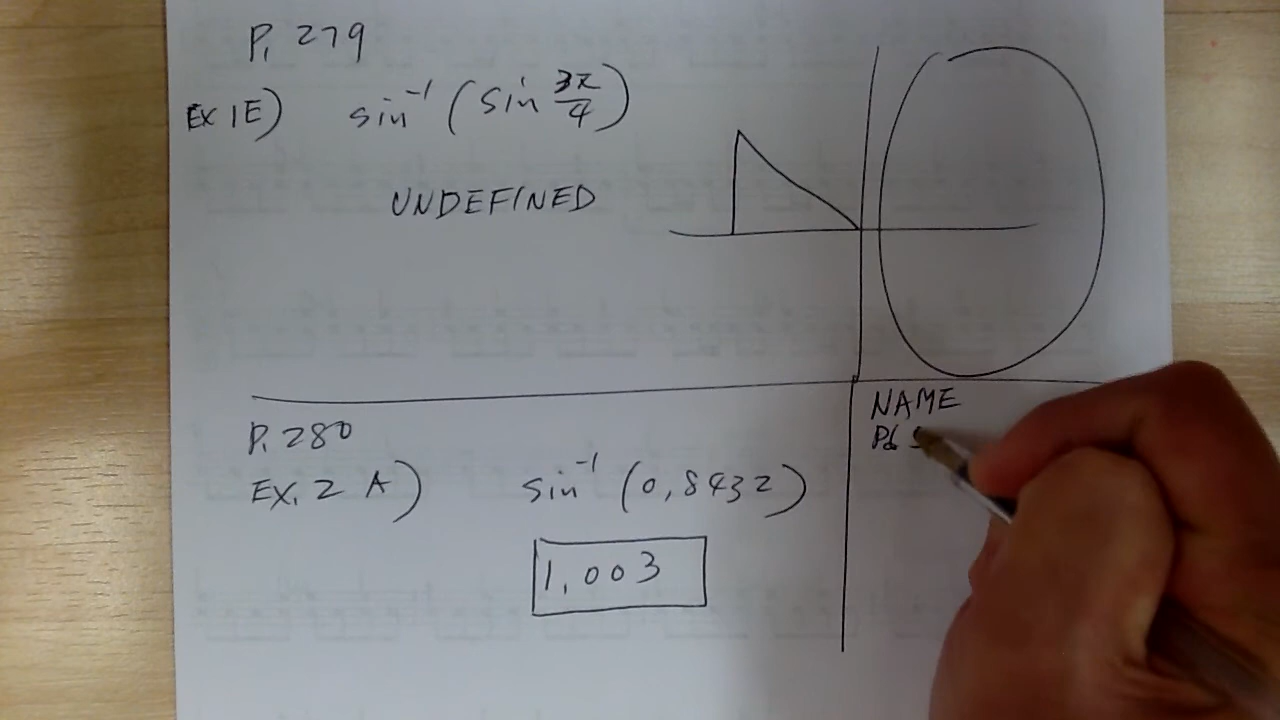 P. 279
Ex 1E) sin⁻¹ (sin 3π/4)
UNDEFINED
P. 280
Ex. 2 A) sin⁻¹ (0.8432)
1.003
NAME
Pd